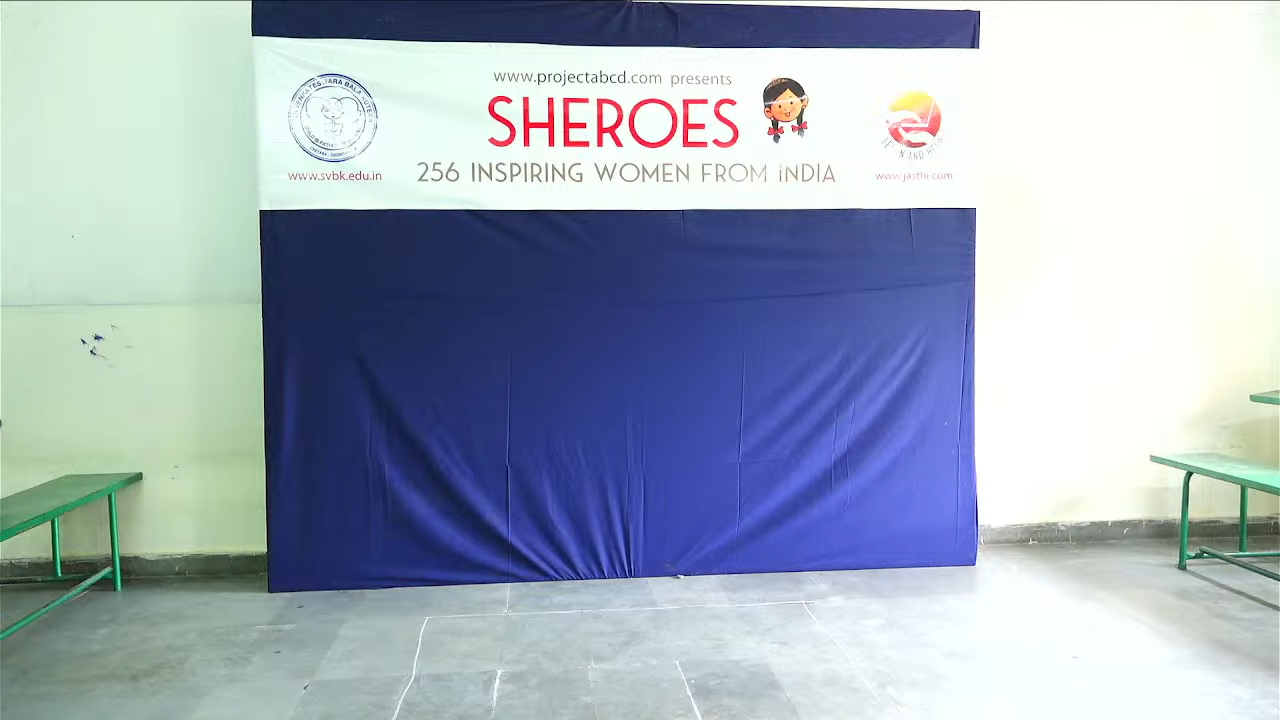 www.projectabcd.com presents
SHEROES
256 INSPIRING WOMEN FROM INDIA
www.svbk.edu.in
www.jasthi.com